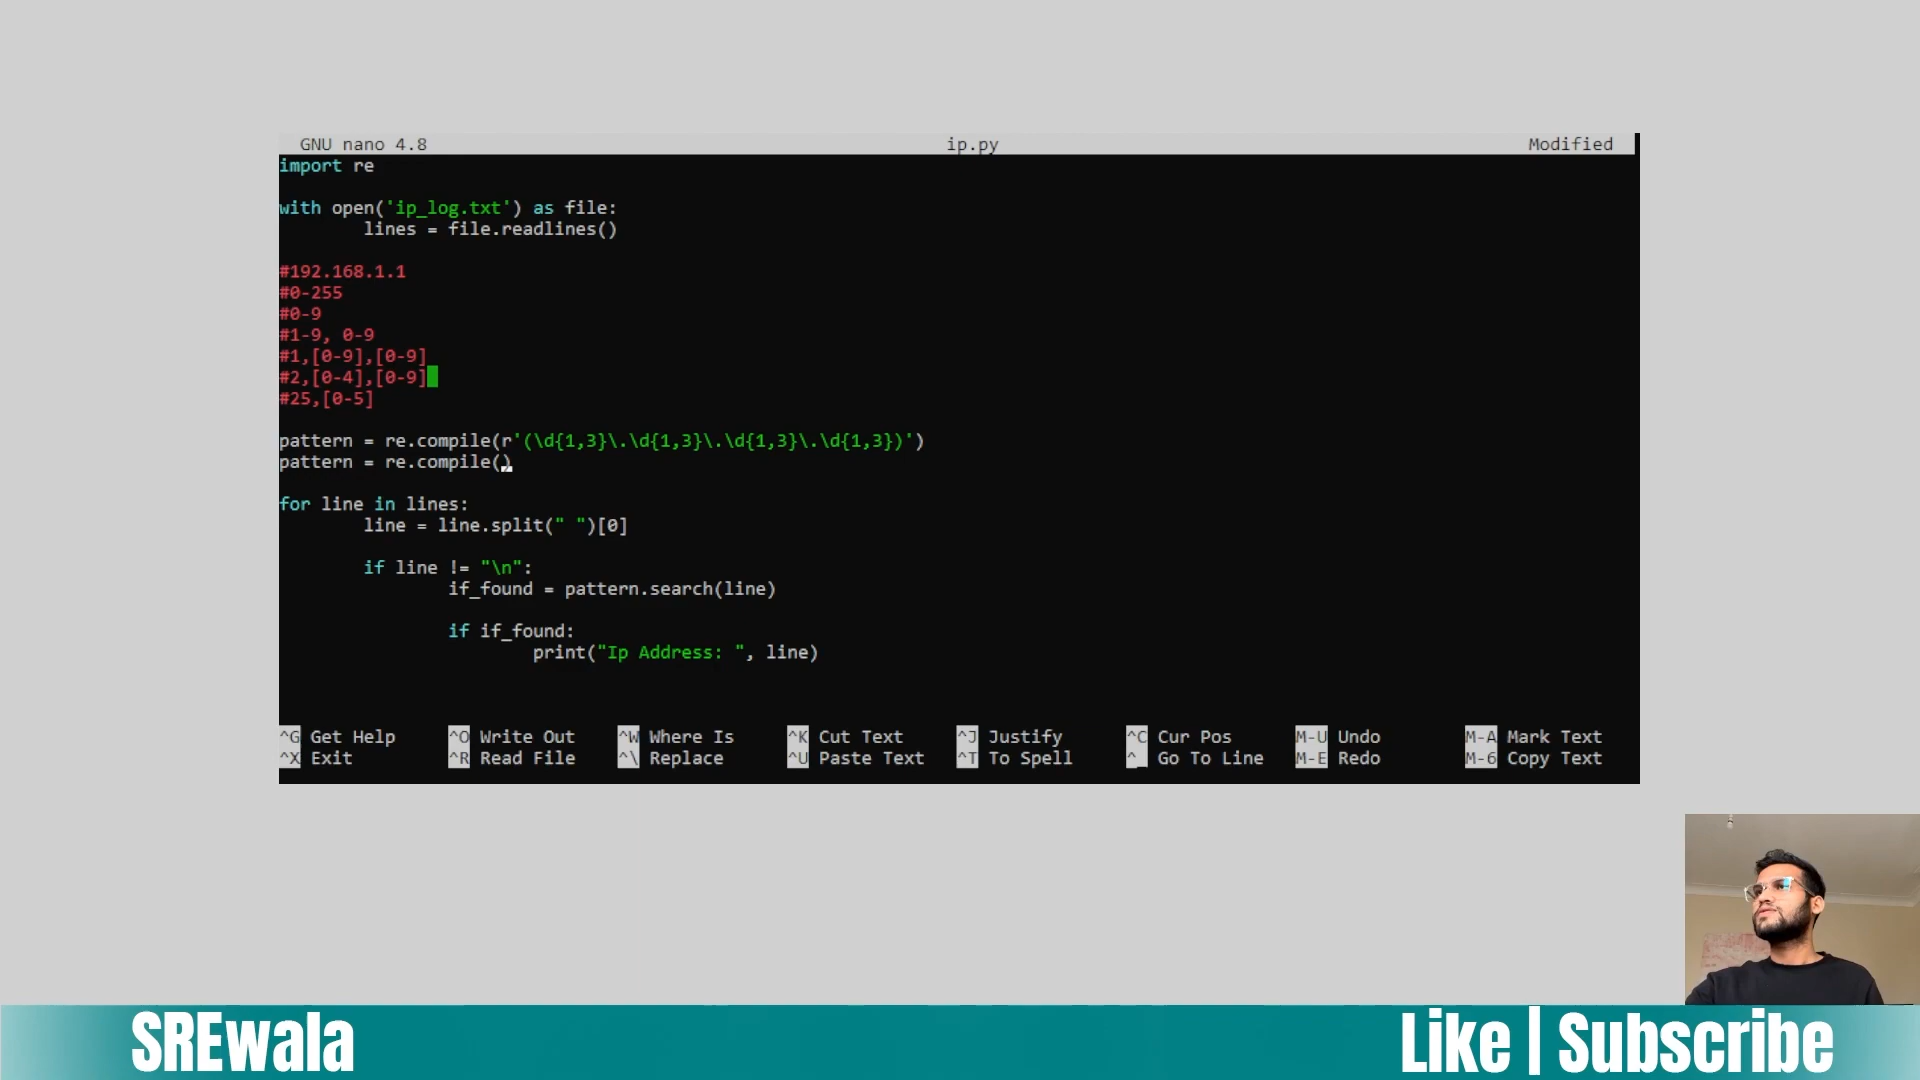 GNU nano 4.8 ip.py Modified
import re
with open('ip_log.txt') as file:
lines = file.readlines()
#192.168.1.1
#0-255
#0-9
#1-9, 0-9
#1,[0-9],[0-9]
#2,[0-4],[0-9]
#25,[0-5]
pattern = re.compile(r'(\d{1,3}\.\d{1,3}\.\d{1,3}\.\d{1,3})')
pattern = re.compile()
for line in lines:
line = line.split(" ")[0]
if line != "\n":
if_found = pattern.search(line)
if if_found:
print("Ip Address: ", line)
^G Get Help ^O Write Out ^W Where Is ^K Cut Text ^J Justify ^C Cur Pos M-U Undo M-A Mark Text
^X Exit ^R Read File ^\ Replace ^U Paste Text ^T To Spell ^_ Go To Line M-E Redo M-6 Copy Text
SREwala Like | Subscribe